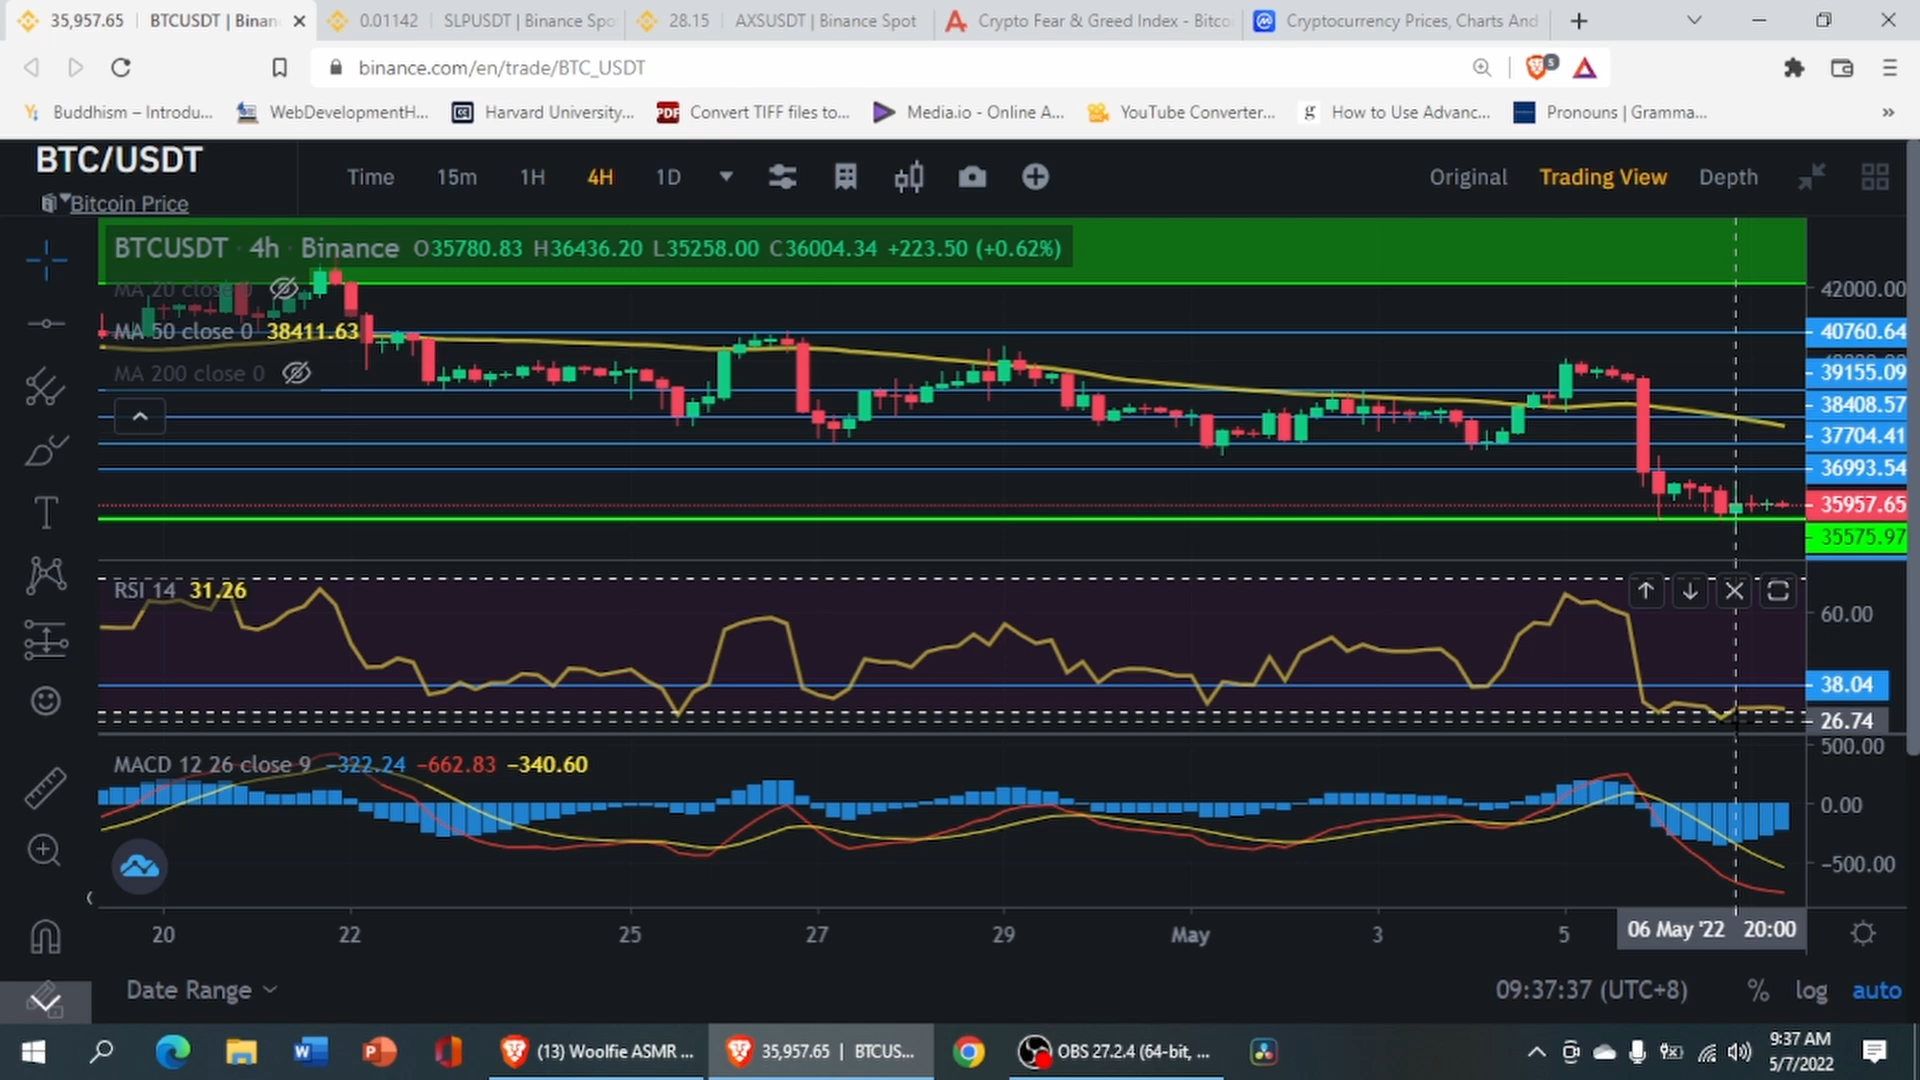 35,957.65 | BTCUSDT | Binan
0.01142 SLPUSDT | Binance Spo
28.15 AXSUSDT | Binance Spot
Crypto Fear & Greed Index - Bitco
Cryptocurrency Prices, Charts And
binance.com/en/trade/BTC_USDT
Buddhism – Introdu...
WebDevelopmentH...
Harvard University...
PDF Convert TIFF files to...
Media.io - Online A...
YouTube Converter...
g How to Use Advanc...
Pronouns | Gramma...
BTC/USDT
Bitcoin Price
Time 15m 1H 4H 1D
Original Trading View Depth
BTCUSDT · 4h · Binance O35780.83 H36436.20 L35258.00 C36004.34 +223.50 (+0.62%)
MA 20 close 0
MA 50 close 0 38411.63
MA 200 close 0
42000.00
40760.64
39155.09
38408.57
37704.41
36993.54
35957.65
35575.97
RSI 14 31.26
60.00
38.04
26.74
MACD 12 26 close 9 −322.24 −662.83 −340.60
500.00
0.00
−500.00
20 22 25 27 29 May 3 5 06 May '22 20:00
Date Range
09:37:37 (UTC+8) % log auto
(13) Woolfie ASMR ...
35,957.65 | BTCUS...
OBS 27.2.4 (64-bit, ...
9:37 AM
5/7/2022